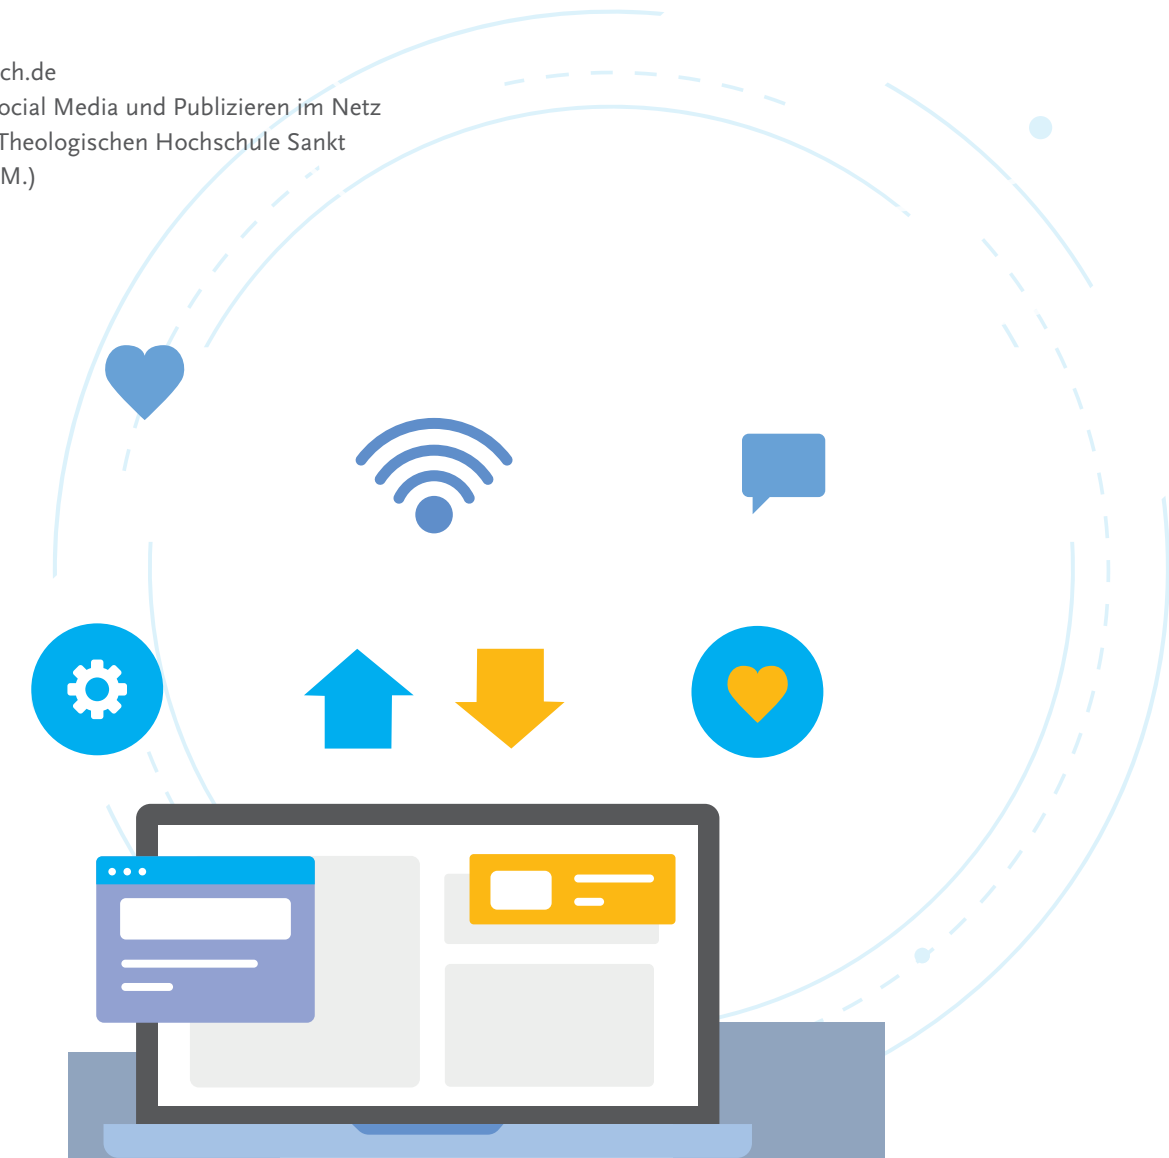 ch.de
ocial Media und Publizieren im Netz
Theologischen Hochschule Sankt
M.)